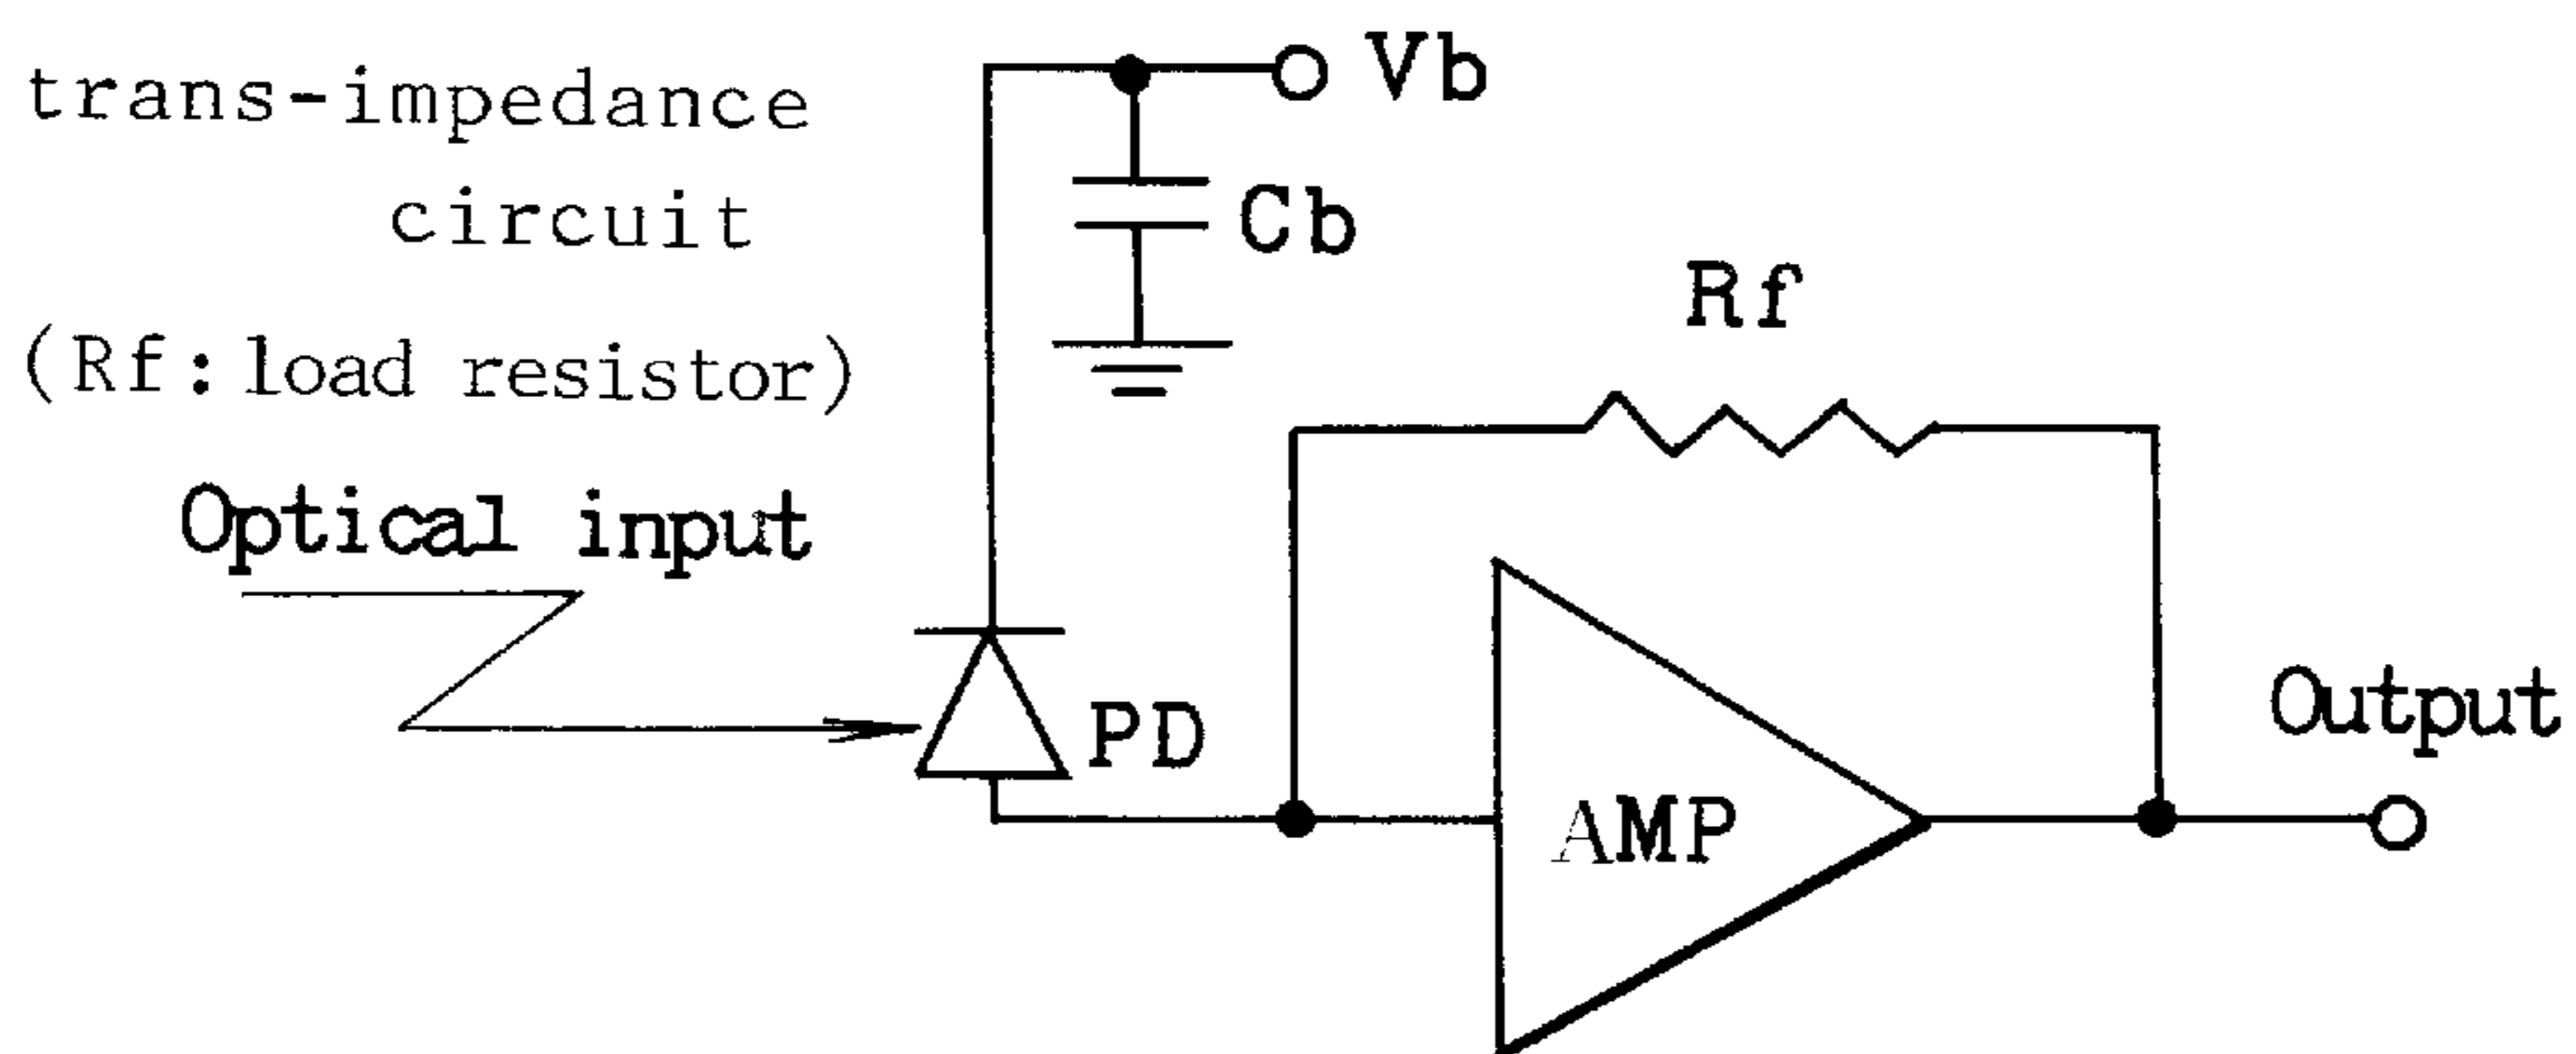 trans-impedance
circuit
(Rf: load resistor)
Optical input
Vb
Cb
Rf
PD
AMP
Output